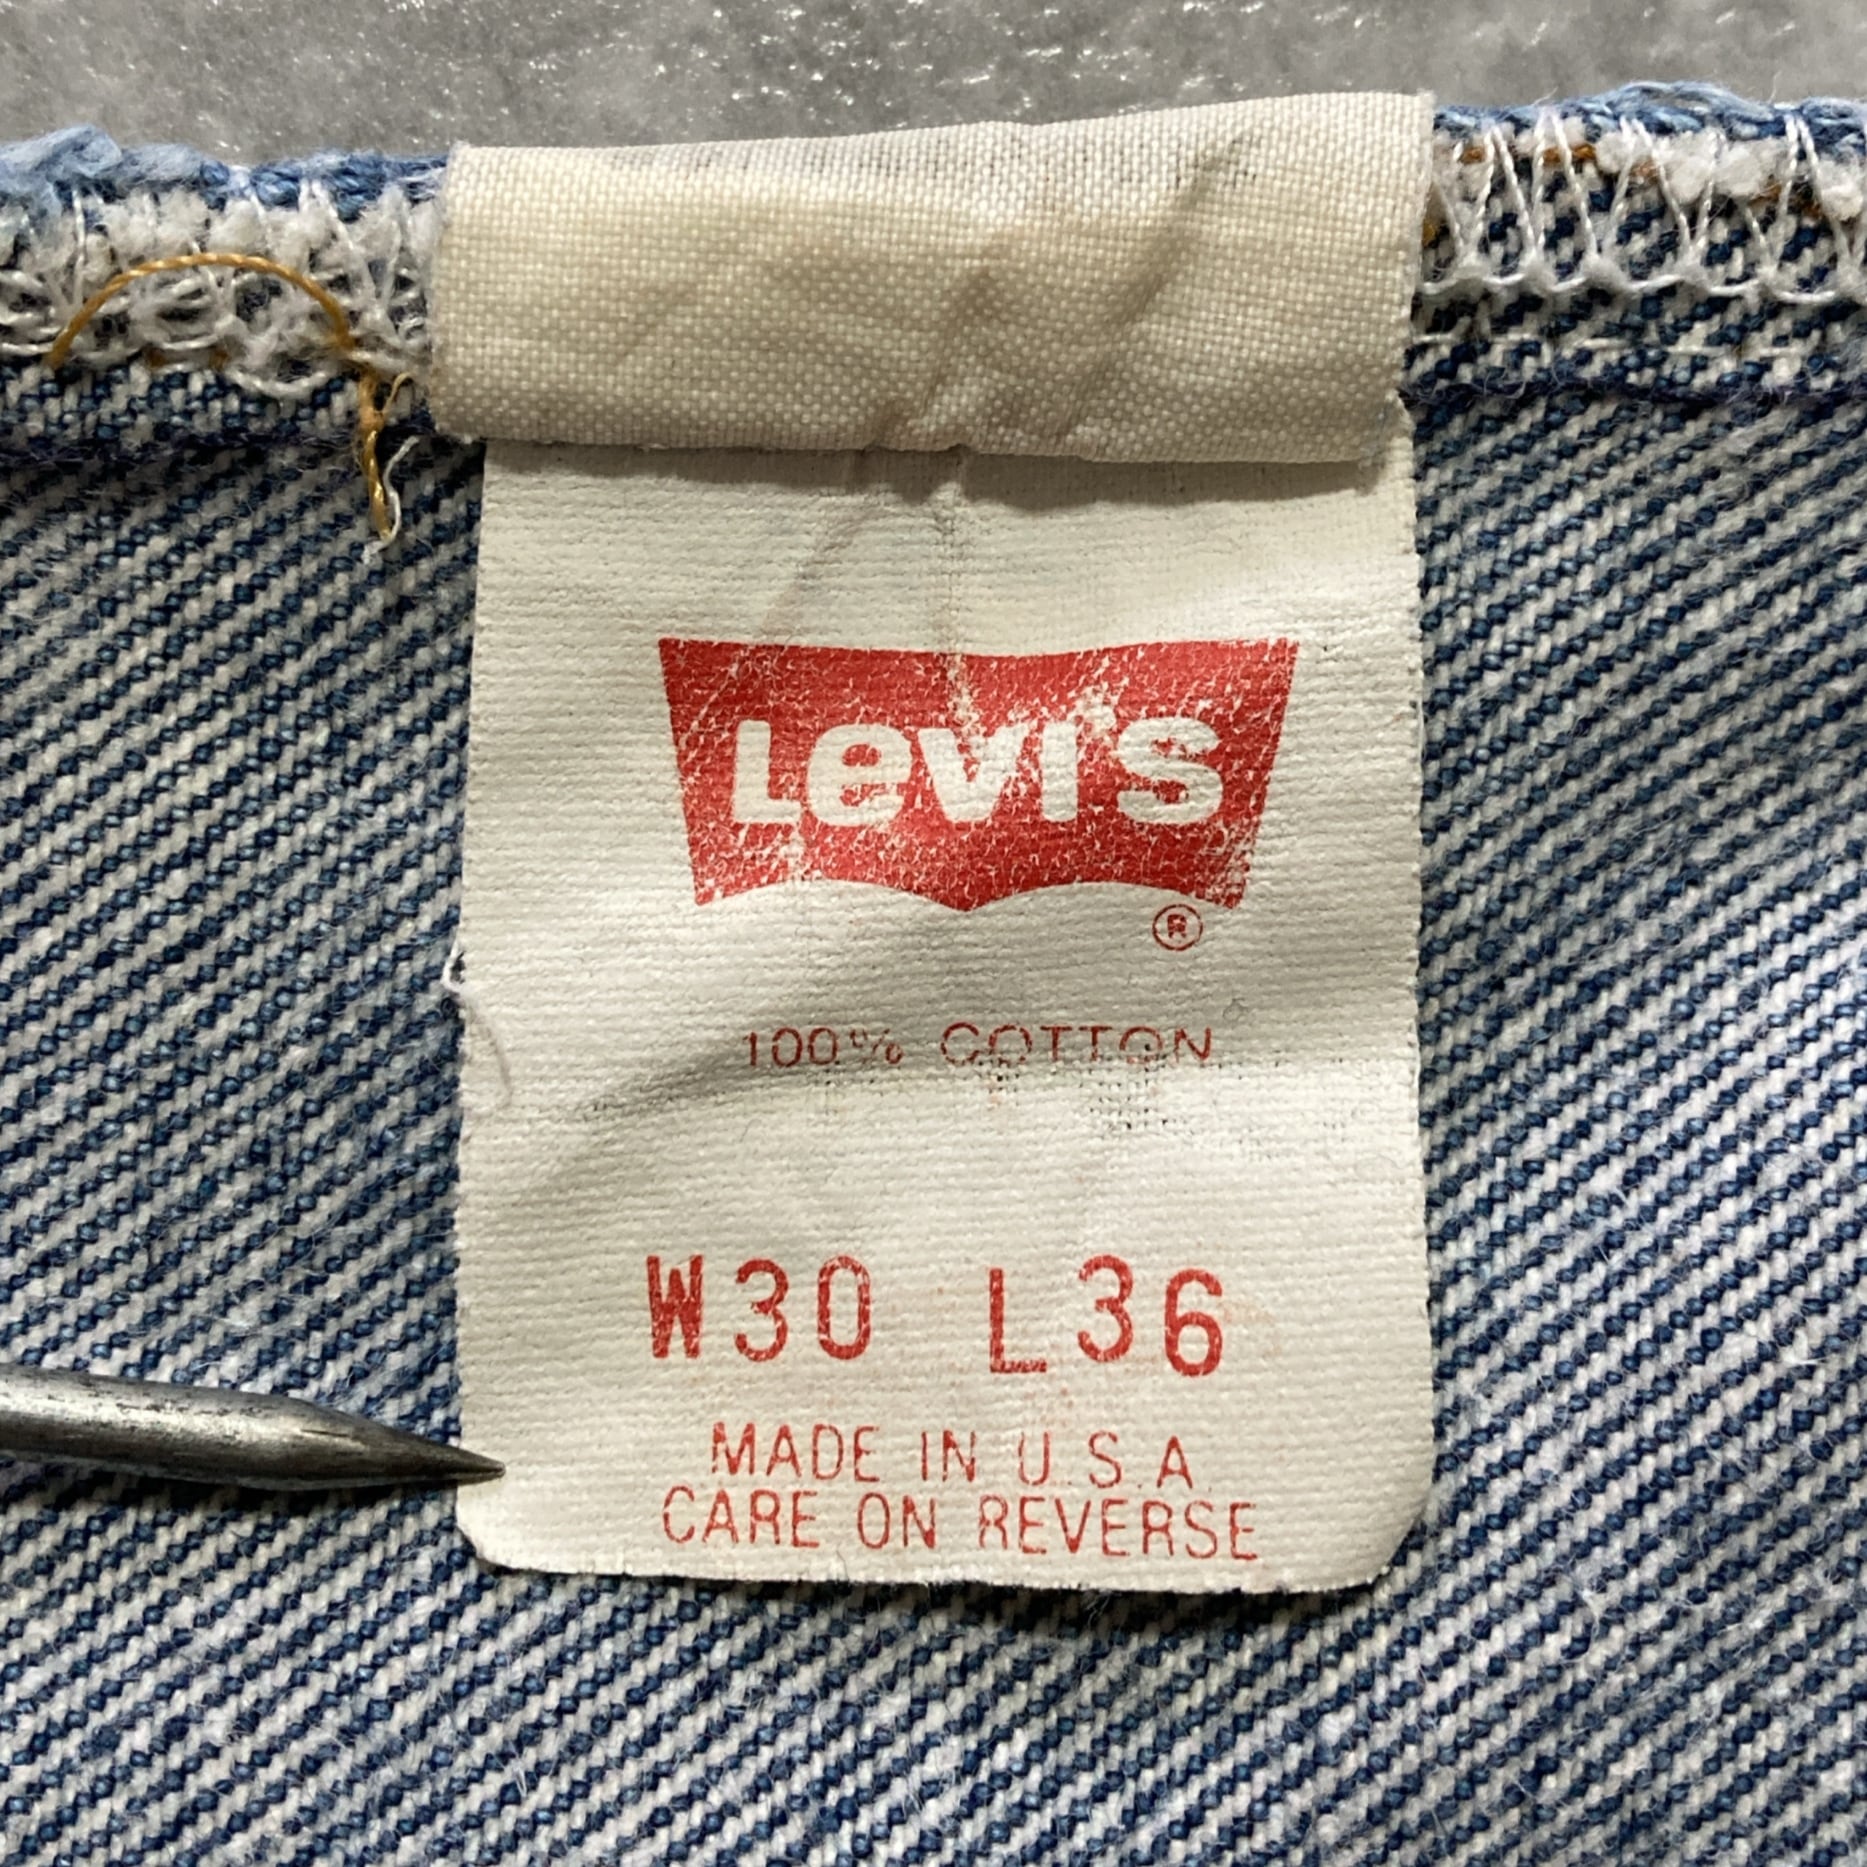 Levi's
®
100% COTTON
W30 L36
MADE IN U.S.A.
CARE ON REVERSE